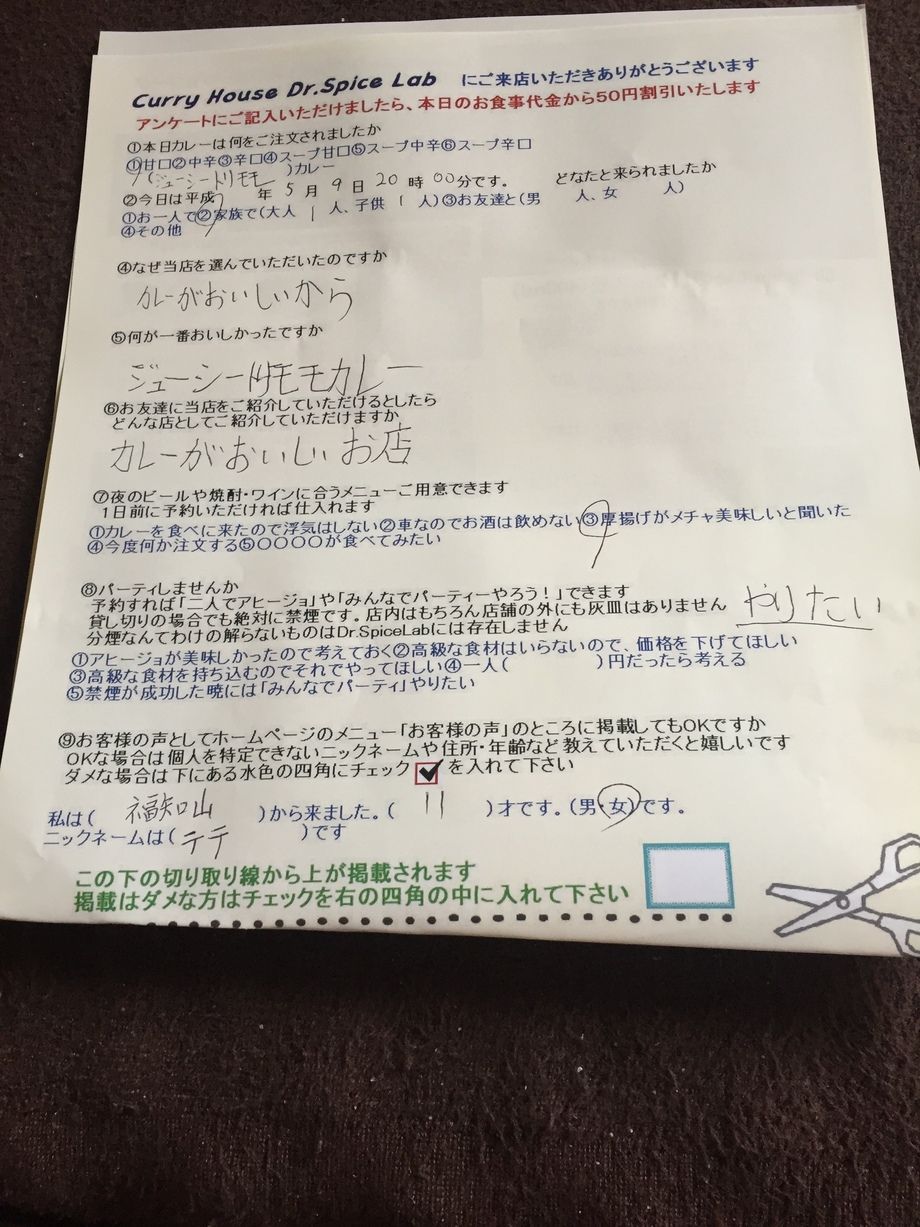 Curry House Dr.Spice Lab にご来店いただきありがとうございます
アンケートにご記入いただけましたら、本日のお食事代金から50円割引いたします
①本日カレーは何をご注文されましたか
①甘口②中辛③辛口④スープ甘口⑤スープ中辛⑥スープ辛口
(ジューシートリモモ)カレー
②今日は平成 年5月9日20時00分です。 どなたと来られましたか
①お一人で②家族で(大人 1 人、子供 1 人)③お友達と(男 人、女 人)
④その他
④なぜ当店を選んでいただいたのですか
カレーがおいしいから
⑤何が一番おいしかったですか
ジューシートリモモカレー
⑥お友達に当店をご紹介していただけるとしたら
どんな店としてご紹介していただけますか
カレーがおいしいお店
⑦夜のビールや焼酎・ワインに合うメニューご用意できます
1日前に予約いただければ仕入れます
①カレーを食べに来たので浮気はしない②車なのでお酒は飲めない③厚揚げがメチャ美味しいと聞いた
④今度何か注文する⑤〇〇〇〇が食べてみたい
⑧パーティしませんか
予約すれば「二人でアヒージョ」や「みんなでパーティーやろう!」できます
貸し切りの場合でも絶対に禁煙です。店内はもちろん店舗の外にも灰皿はありません やりたい
分煙なんてわけの解らないものはDr.SpiceLabには存在しません
①アヒージョが美味しかったので考えておく②高級な食材はいらないので、価格を下げてほしい
③高級な食材を持ち込むのでそれでやってほしい④一人( )円だったら考える
⑤禁煙が成功した暁には「みんなでパーティ」やりたい
⑨お客様の声としてホームページのメニュー「お客様の声」のところに掲載してもOKですか
OKな場合は個人を特定できないニックネームや住所・年齢など教えていただくと嬉しいです
ダメな場合は下にある水色の四角にチェック✓を入れて下さい
私は( 福知山 )から来ました。( 11 )才です。(男・女)です。
ニックネームは( テテ )です
この下の切り取り線から上が掲載されます
掲載はダメな方はチェックを右の四角の中に入れて下さい